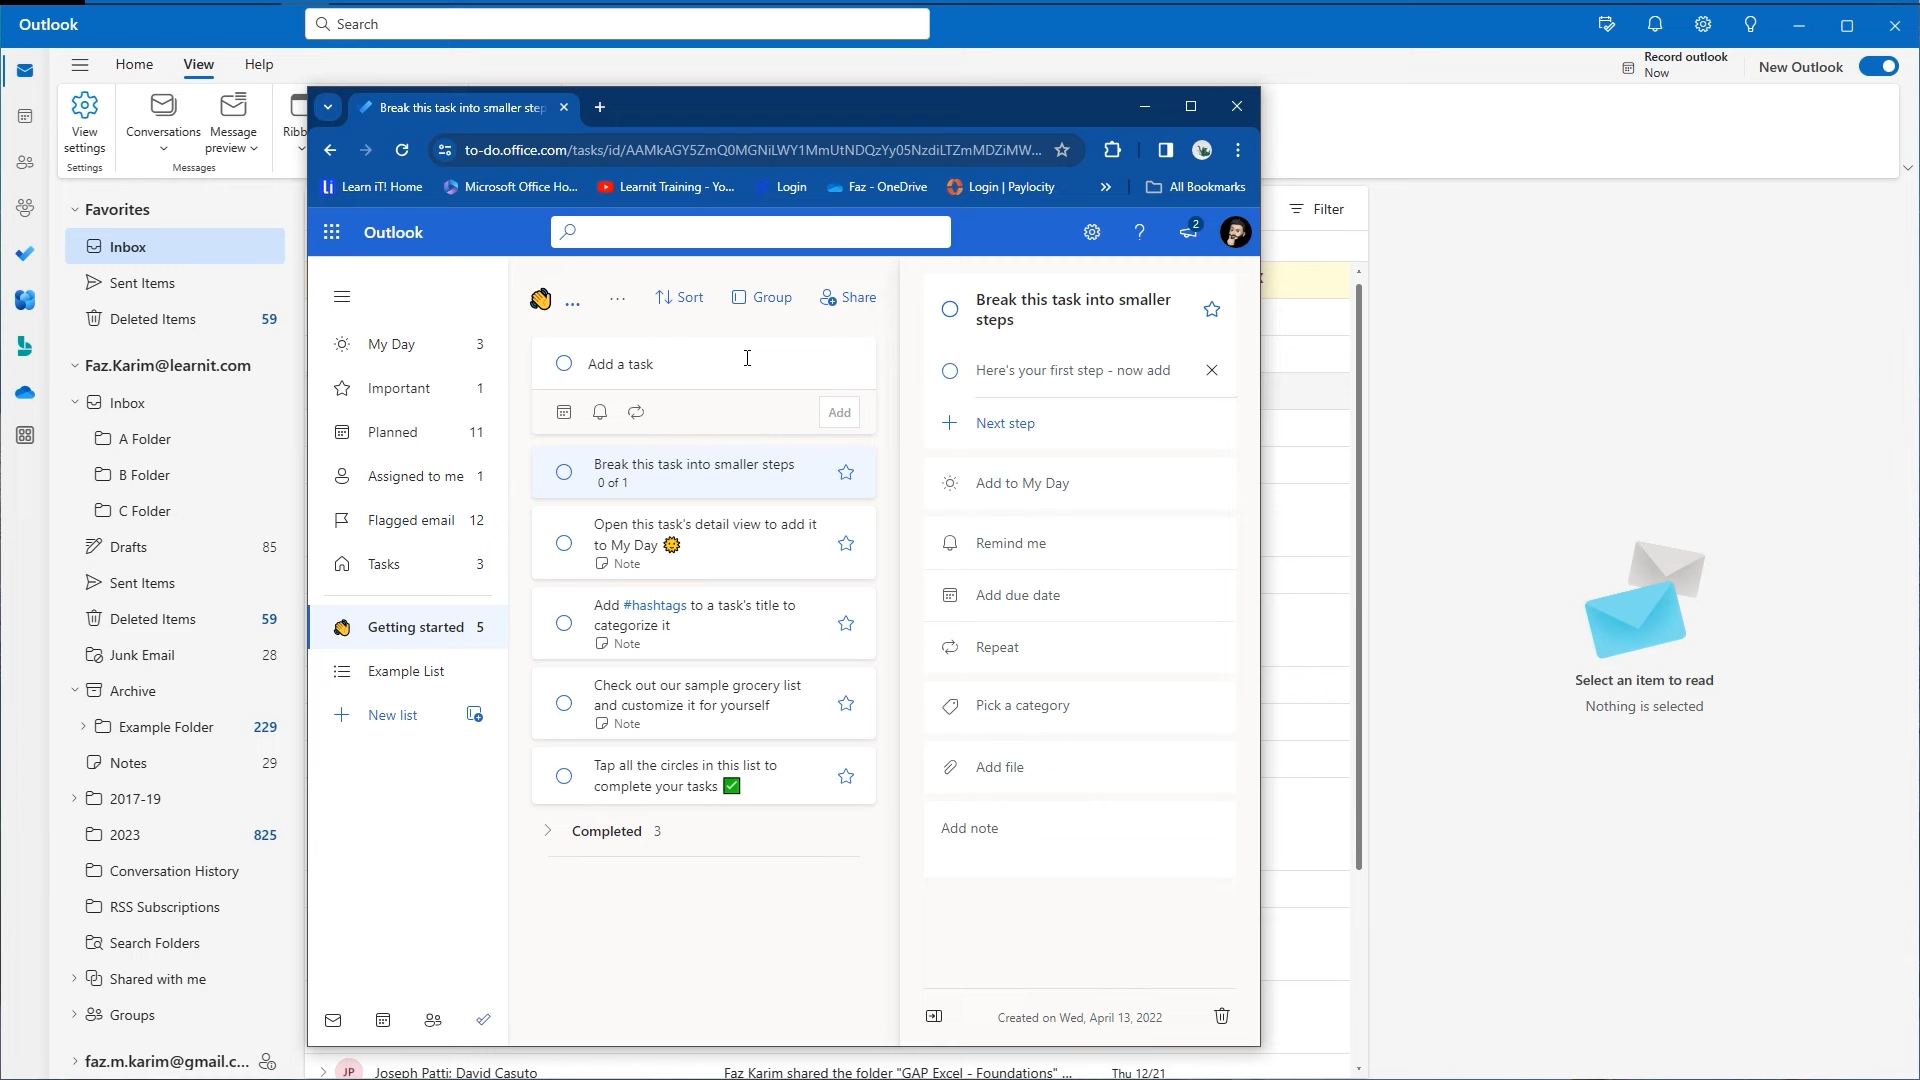 Outlook
Search
Home
View
Help
Record outlook
Now
New Outlook
View
settings
Settings
Conversations
Message
preview
Messages
Ribb
Favorites
Inbox
Sent Items
Deleted Items 59
Faz.Karim@learnit.com
Inbox
A Folder
B Folder
C Folder
Drafts 85
Sent Items
Deleted Items 59
Junk Email 28
Archive
Example Folder 229
Notes 29
2017-19
2023 825
Conversation History
RSS Subscriptions
Search Folders
Shared with me
Groups
faz.m.karim@gmail.c...
Break this task into smaller step
to-do.office.com/tasks/id/AAMkAGY5ZmQ0MGNiLWY1MmUtNDQzYy05NzdiLTZmMDZiMW...
Learn iT! Home
Microsoft Office Ho...
Learnit Training - Yo...
Login
Faz - OneDrive
Login | Paylocity
»
All Bookmarks
Outlook
2
My Day 3
Important 1
Planned 11
Assigned to me 1
Flagged email 12
Tasks 3
Getting started 5
Example List
New list
...
Sort
Group
Share
Add a task
Add
Break this task into smaller steps
0 of 1
Open this task's detail view to add it
to My Day
Note
Add #hashtags to a task's title to
categorize it
Note
Check out our sample grocery list
and customize it for yourself
Note
Tap all the circles in this list to
complete your tasks
Completed 3
Break this task into smaller
steps
Here's your first step - now add
Next step
Add to My Day
Remind me
Add due date
Repeat
Pick a category
Add file
Add note
Created on Wed, April 13, 2022
Filter
Select an item to read
Nothing is selected
JP
Joseph Patti; David Casuto
Faz Karim shared the folder "GAP Excel - Foundations" ...
Thu 12/21